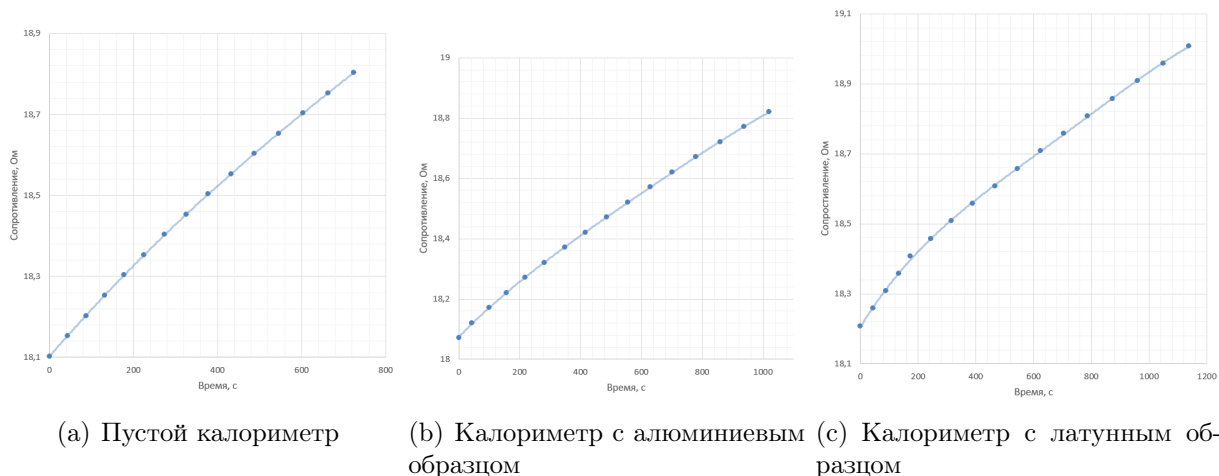 18,9
18,7
18,5
18,3
18,1
Сопротивление, Ом
0 200 400 600 800
Время, с
(a) Пустой калориметр
19
18,8
18,6
18,4
18,2
18
Сопротивление, Ом
0 200 400 600 800 1000
Время, с
(b) Калориметр с алюминиевым
образцом
19,1
18,9
18,7
18,5
18,3
18,1
Сопростивление, Ом
0 200 400 600 800 1000 1200
Время, с
(c) Калориметр с латунным об-
разцом